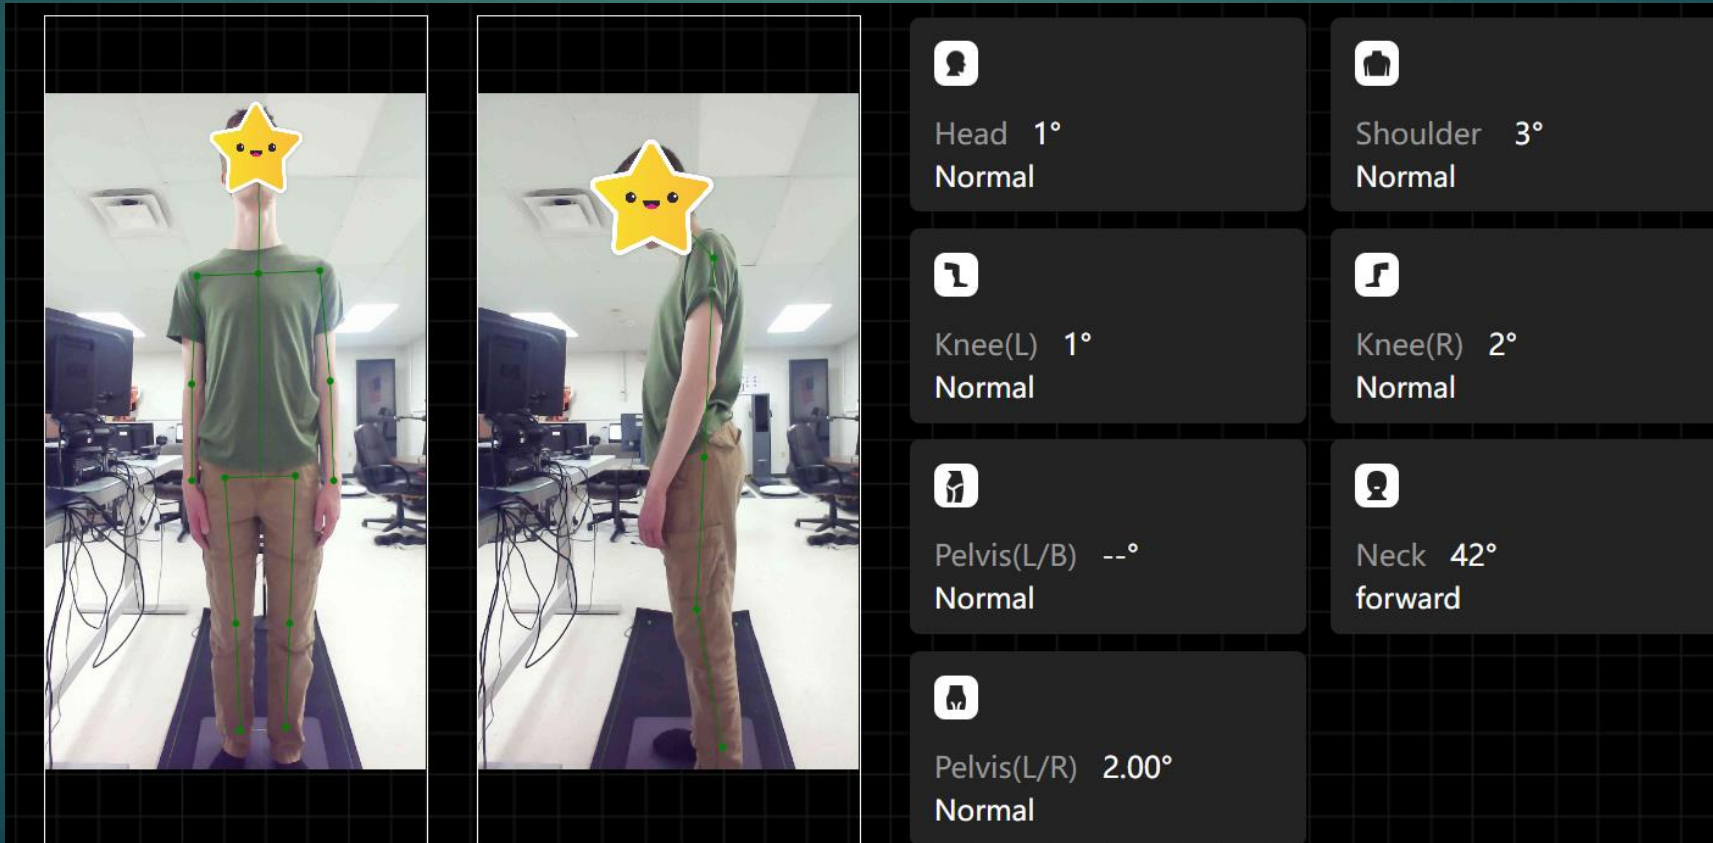 Head 1°
Normal
Shoulder 3°
Normal
Knee(L) 1°
Normal
Knee(R) 2°
Normal
Pelvis(L/B) --°
Normal
Neck 42°
forward
Pelvis(L/R) 2.00°
Normal